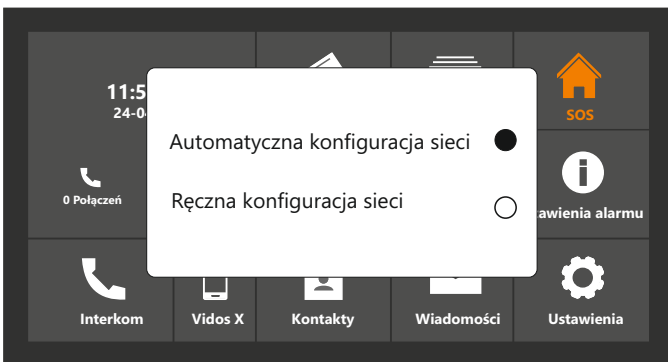 11:5
24-0
SOS
Automatyczna konfiguracja sieci
Ręczna konfiguracja sieci
0 Połączeń
awienia alarmu
Interkom
Vidos X
Kontakty
Wiadomości
Ustawienia